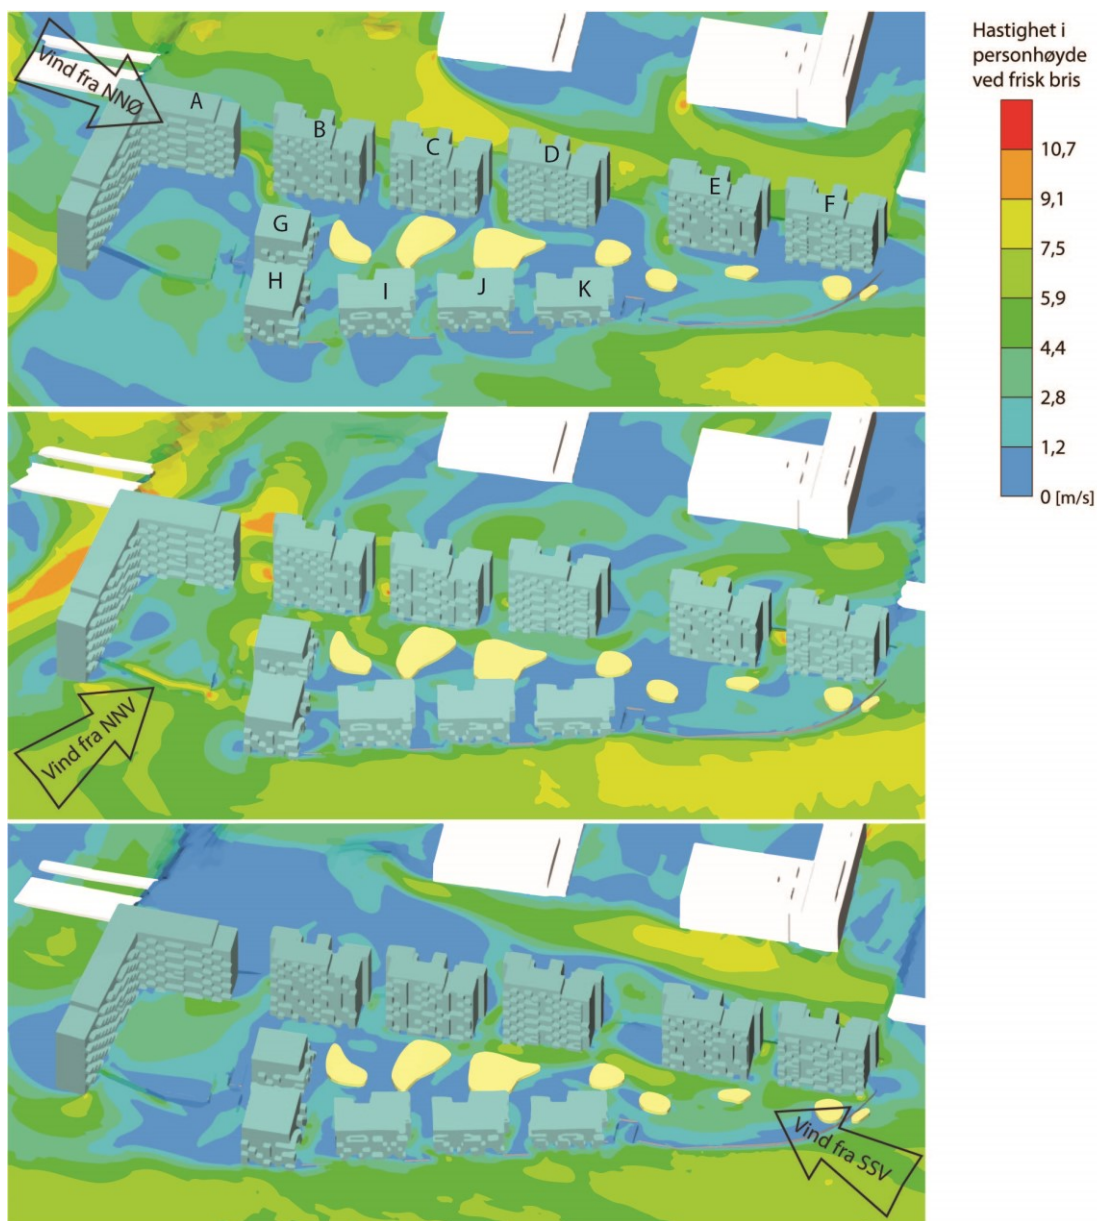 Hastighet i
personhøyde
ved frisk bris
10,7
9,1
7,5
5,9
4,4
2,8
1,2
0 [m/s]
Vind fra NNØ
A
B
C
D
E
F
G
H
I
J
K
Vind fra NNV
Vind fra SSV